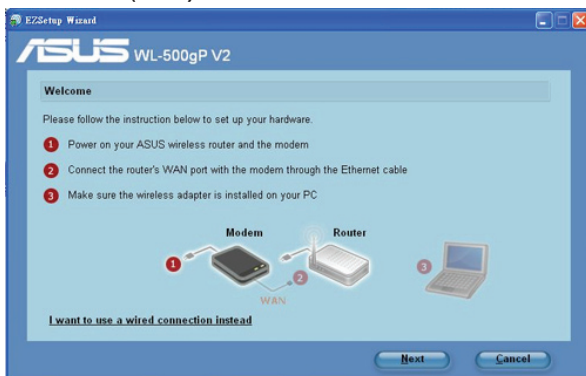 EZSetup Wizard
ASUS WL-500gP V2
Welcome
Please follow the instruction below to set up your hardware.
1 Power on your ASUS wireless router and the modem
2 Connect the router's WAN port with the modem through the Ethernet cable
3 Make sure the wireless adapter is installed on your PC
Modem Router
1 2 3
WAN
I want to use a wired connection instead
Next Cancel